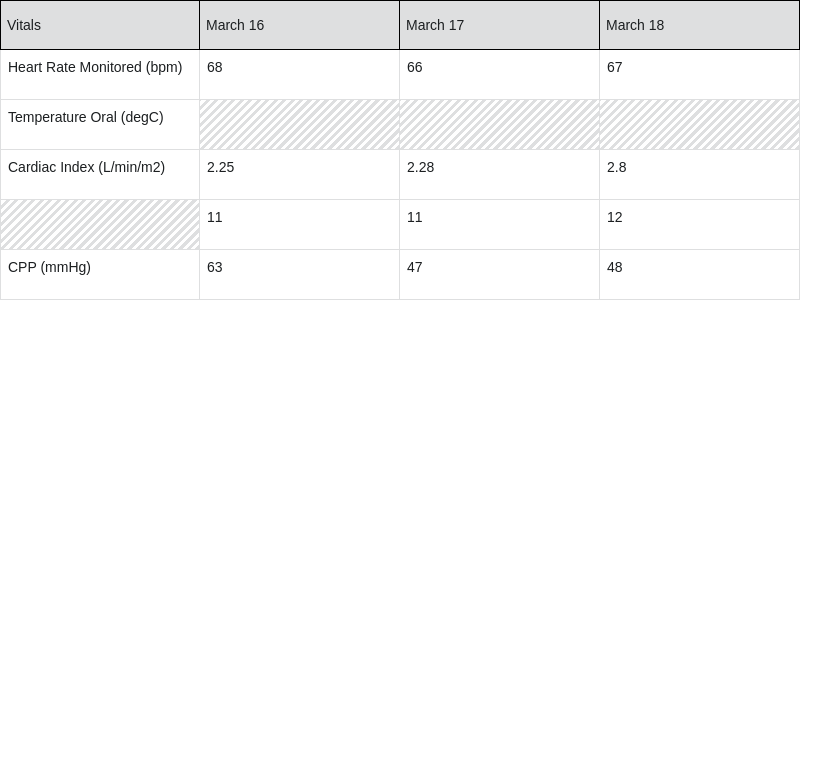 Vitals March 16 March 17 March 18
Heart Rate Monitored (bpm) 68 66 67
Temperature Oral (degC)
Cardiac Index (L/min/m2) 2.25 2.28 2.8
11 11 12
CPP (mmHg) 63 47 48